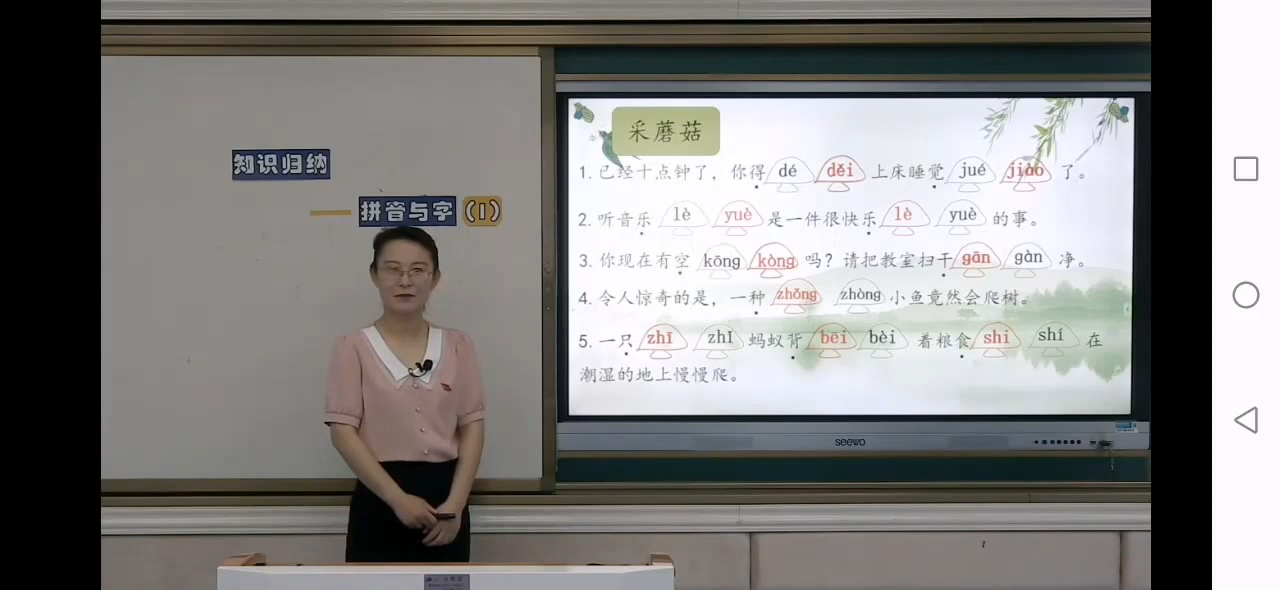 知识归纳
拼音与字(1)
采蘑菇
1. 已经十点钟了，你得 dé děi 上床睡觉 jué jiào 了。
2. 听音乐 lè yuè 是一件很快乐 lè yuè 的事。
3. 你现在有空 kōng kòng 吗？请把教室扫干 gān gàn 净。
4. 令人惊奇的是，一种 zhǒng zhòng 小鱼竟然会爬树。
5. 一只 zhī zhǐ 蚂蚁背 bēi bèi 着粮食 shi shí 在
潮湿的地上慢慢爬。
seewo